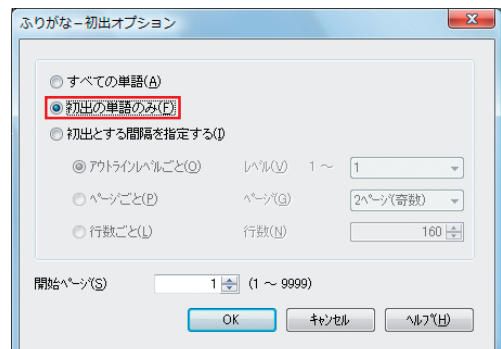 ふりがな－初出オプション
すべての単語(A)
初出の単語のみ(F)
初出とする間隔を指定する(I)
ｱｳﾄﾗｲﾝﾚﾍﾞﾙごと(O) ﾚﾍﾞﾙ(V) 1 ～ 1
ﾍﾟｰｼﾞごと(P) ﾍﾟｰｼﾞ(G) 2ﾍﾟｰｼﾞ(奇数)
行数ごと(L) 行数(N) 160
開始ﾍﾟｰｼﾞ(S) 1 (1 ～ 9999)
OK ｷｬﾝｾﾙ ﾍﾙﾌﾟ(H)